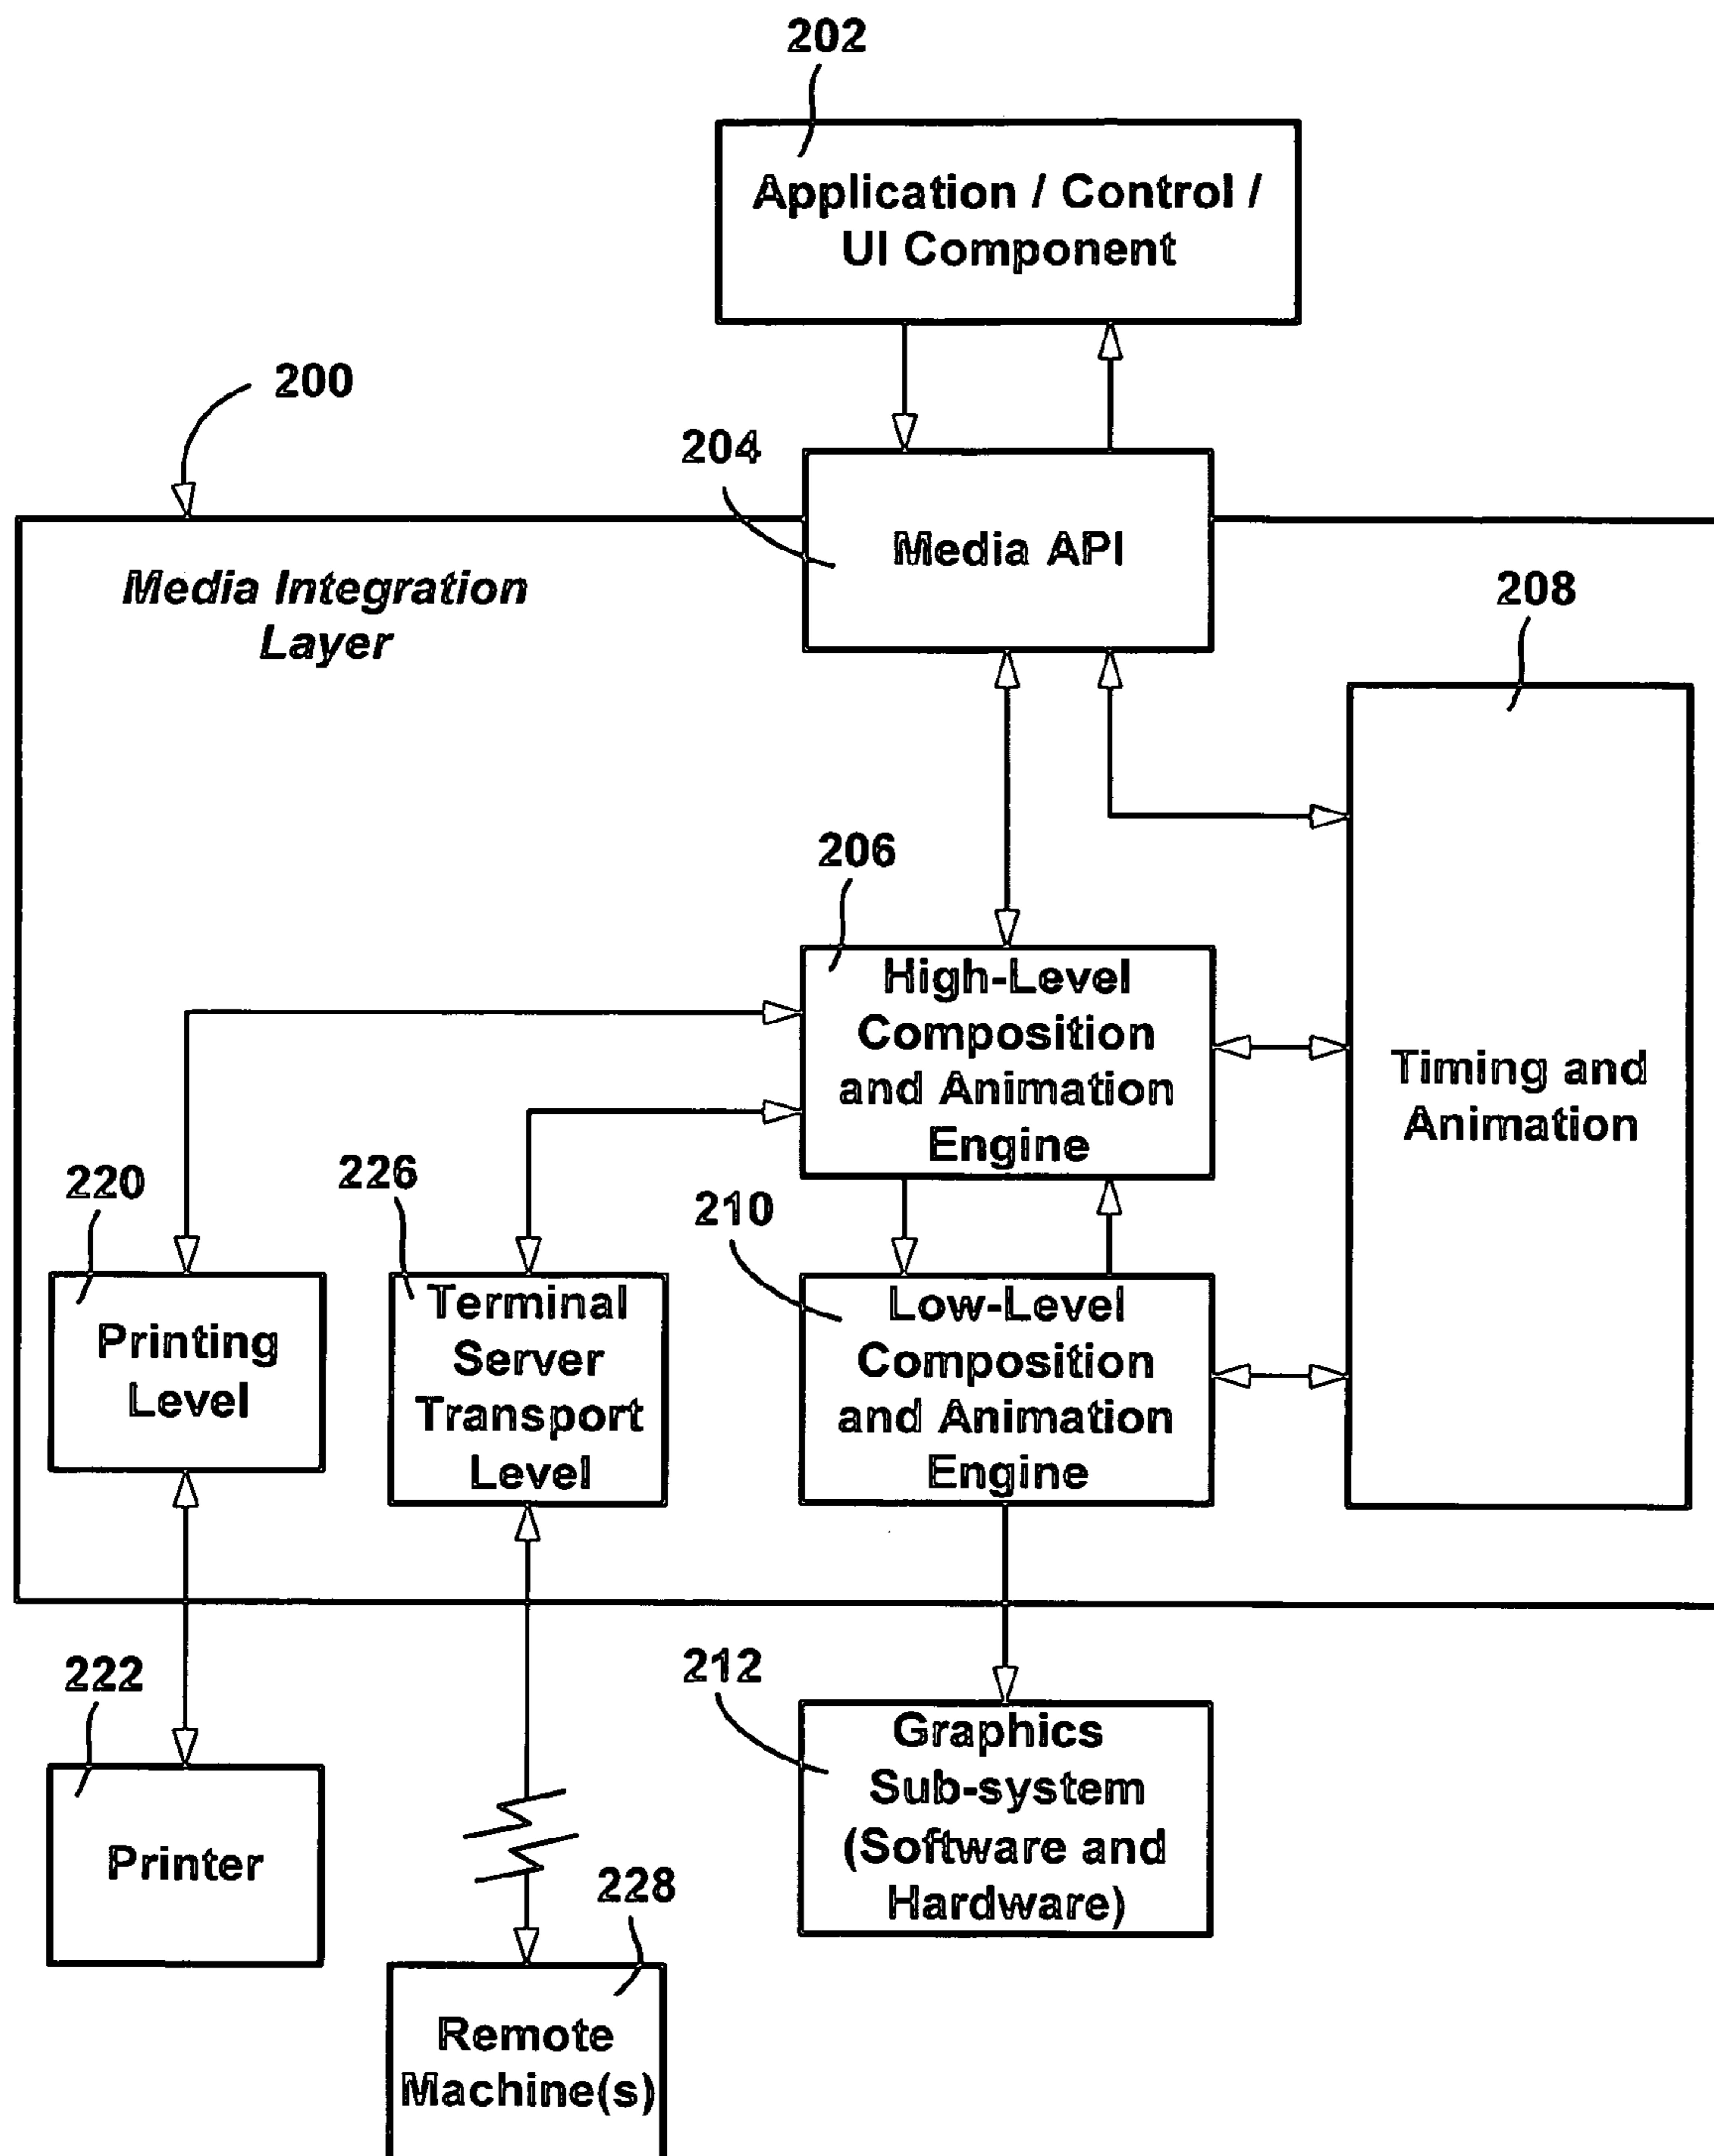 202
Application / Control /
UI Component
200
204
Media API
Media Integration
Layer
208
206
High-Level
Composition
and Animation
Engine
Timing and
Animation
220
226
210
Printing
Level
Terminal
Server
Transport
Level
Low-Level
Composition
and Animation
Engine
222
212
Printer
Graphics
Sub-system
(Software and
Hardware)
228
Remote
Machine(s)